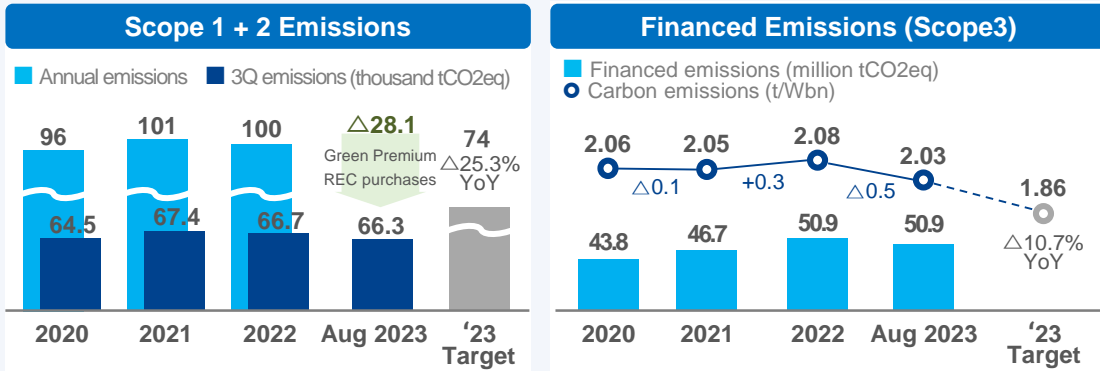 Scope 1 + 2 Emissions
Annual emissions 3Q emissions (thousand tCO2eq)
96
101
100
△28.1
Green Premium
REC purchases
74
△25.3%
YoY
64.5
67.4
66.7
66.3
2020
2021
2022
Aug 2023
‘23
Target
Financed Emissions (Scope3)
Financed emissions (million tCO2eq)
Carbon emissions (t/Wbn)
2.06
2.05
2.08
2.03
1.86
△0.1
+0.3
△0.5
△10.7%
YoY
43.8
46.7
50.9
50.9
2020
2021
2022
Aug 2023
‘23
Target